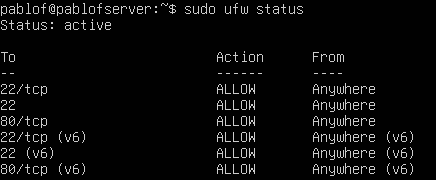 pablof@pablofserver:~$ sudo ufw status
Status: active

To                         Action      From
--                         ------      ----
22/tcp                     ALLOW       Anywhere
22                         ALLOW       Anywhere
80/tcp                     ALLOW       Anywhere
22/tcp (v6)                ALLOW       Anywhere (v6)
22 (v6)                    ALLOW       Anywhere (v6)
80/tcp (v6)                ALLOW       Anywhere (v6)